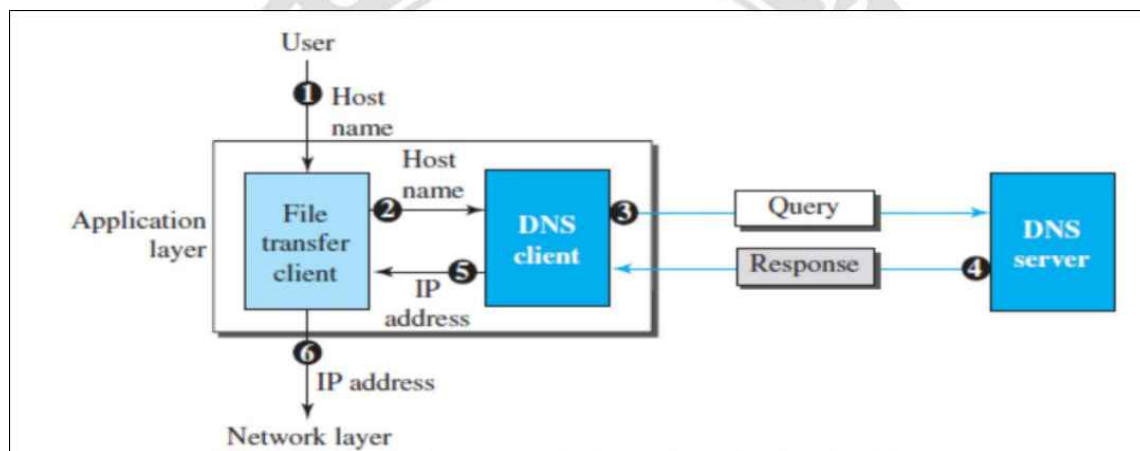 User
1
Host
name
Host
name
Application
layer
File
transfer
client
2
DNS
client
3
Query
DNS
server
5
IP
address
Response
4
6
IP address
Network layer